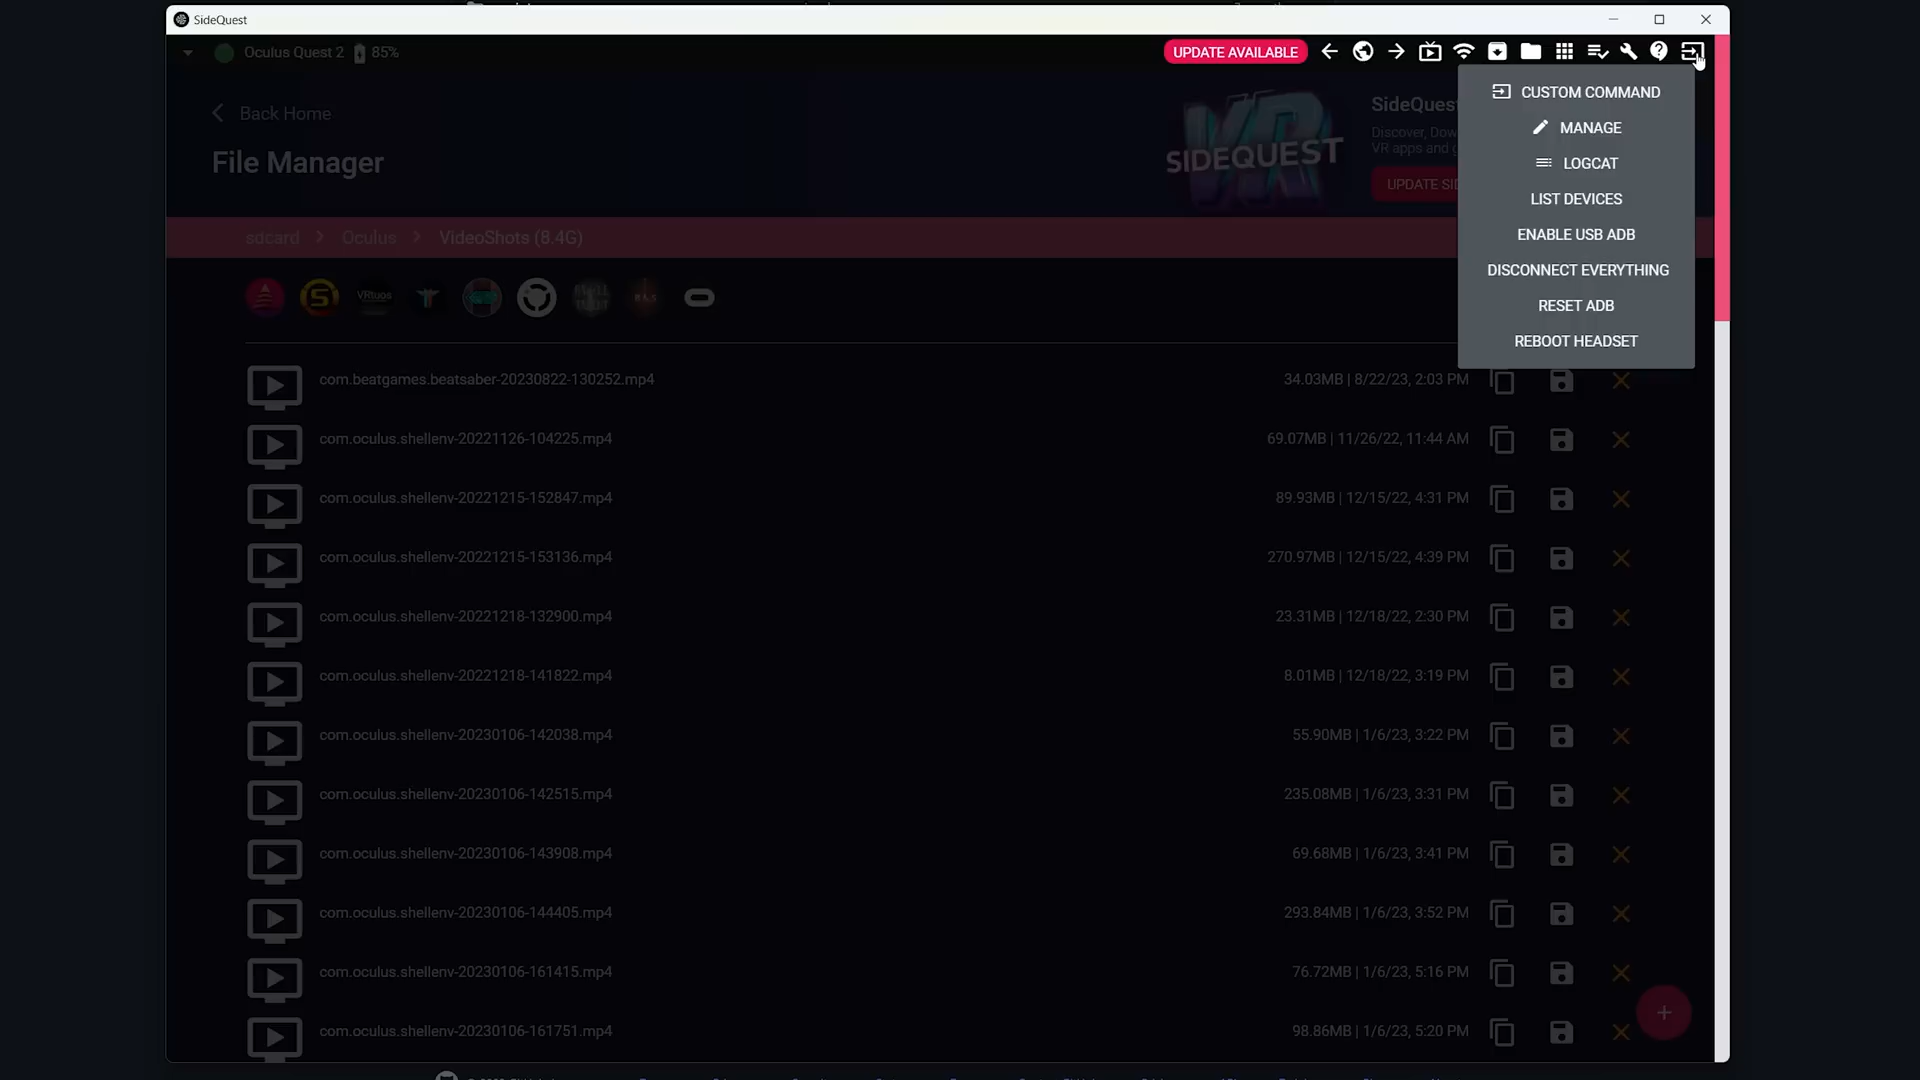 SideQuest
Oculus Quest 2 85%
UPDATE AVAILABLE
CUSTOM COMMAND
MANAGE
LOGCAT
LIST DEVICES
ENABLE USB ADB
DISCONNECT EVERYTHING
RESET ADB
REBOOT HEADSET
Back Home
File Manager
VR
SIDEQUEST
SideQues
Discover, Dow
VR apps and g
UPDATE SI
sdcard > Oculus > VideoShots (8.4G)
VRtuos
com.beatgames.beatsaber-20230822-130252.mp4 34.03MB | 8/22/23, 2:03 PM
com.oculus.shellenv-20221126-104225.mp4 69.07MB | 11/26/22, 11:44 AM
com.oculus.shellenv-20221215-152847.mp4 89.93MB | 12/15/22, 4:31 PM
com.oculus.shellenv-20221215-153136.mp4 270.97MB | 12/15/22, 4:39 PM
com.oculus.shellenv-20221218-132900.mp4 23.31MB | 12/18/22, 2:30 PM
com.oculus.shellenv-20221218-141822.mp4 8.01MB | 12/18/22, 3:19 PM
com.oculus.shellenv-20230106-142038.mp4 55.90MB | 1/6/23, 3:22 PM
com.oculus.shellenv-20230106-142515.mp4 235.08MB | 1/6/23, 3:31 PM
com.oculus.shellenv-20230106-143908.mp4 69.68MB | 1/6/23, 3:41 PM
com.oculus.shellenv-20230106-144405.mp4 293.84MB | 1/6/23, 3:52 PM
com.oculus.shellenv-20230106-161415.mp4 76.72MB | 1/6/23, 5:16 PM
com.oculus.shellenv-20230106-161751.mp4 98.86MB | 1/6/23, 5:20 PM